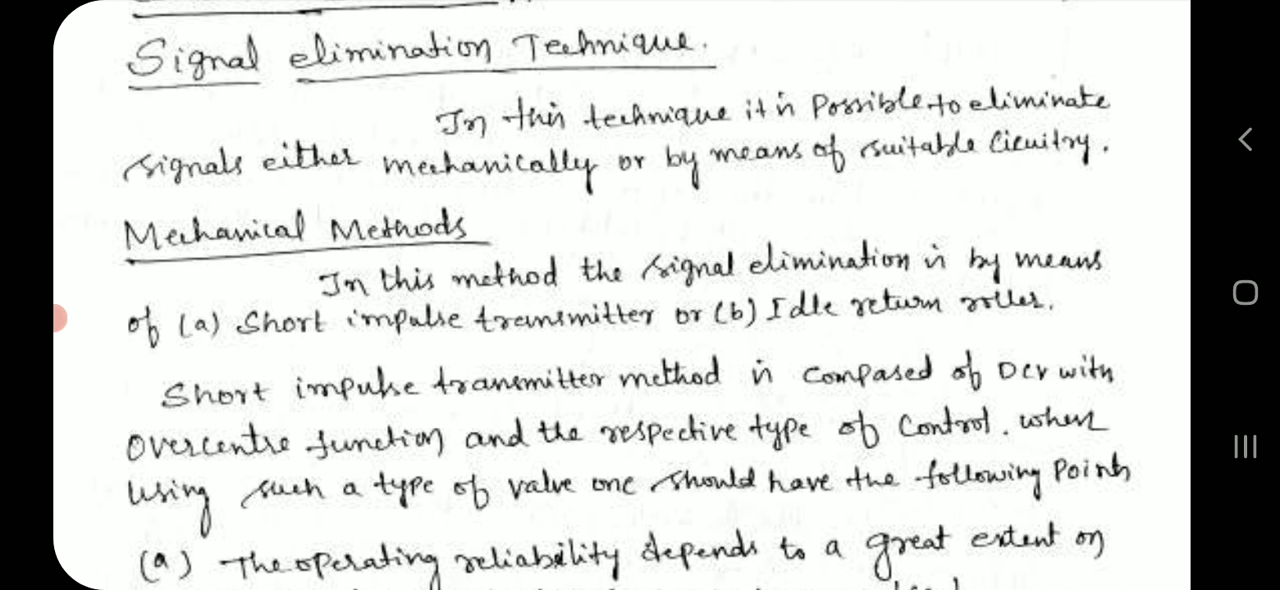 Signal elimination Technique.
In this technique it is Possible to eliminate
signals either mechanically or by means of suitable Cicuitry.
Mechanical Methods
In this method the signal elimination is by means
of (a) Short impulse transmitter or (b) Idle return roller.
Short impulse transmitter method is Compased of DCV with
Overcentre function and the respective type of Control. when
Using such a type of valve one should have the following Points
(a) The operating reliability depends to a great extent on